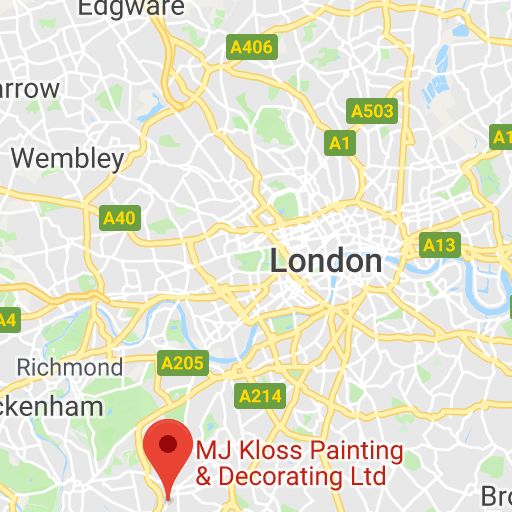 Edgware
A406
arrow
A503
A1
A1
Wembley
A40
A13
London
A4
Richmond
A205
ckenham
A214
MJ Kloss Painting
& Decorating Ltd
Bro